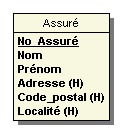 Assuré
No_Assuré
Nom
Prénom
Adresse (H)
Code_postal (H)
Localité (H)